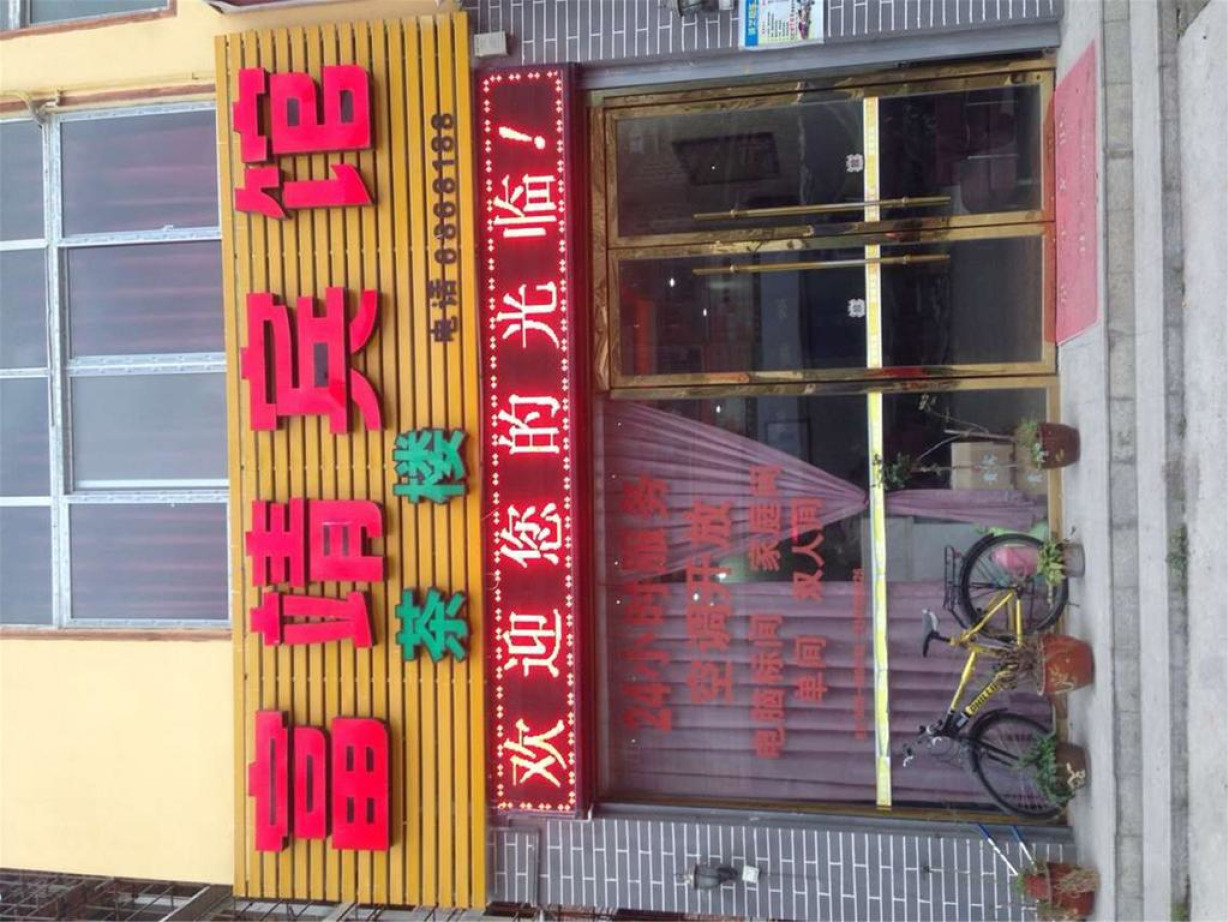 富靖宾馆
茶楼
电话
欢迎您的光临！
24小时服务
空调开放
电脑标间 家庭间
单间 双人间